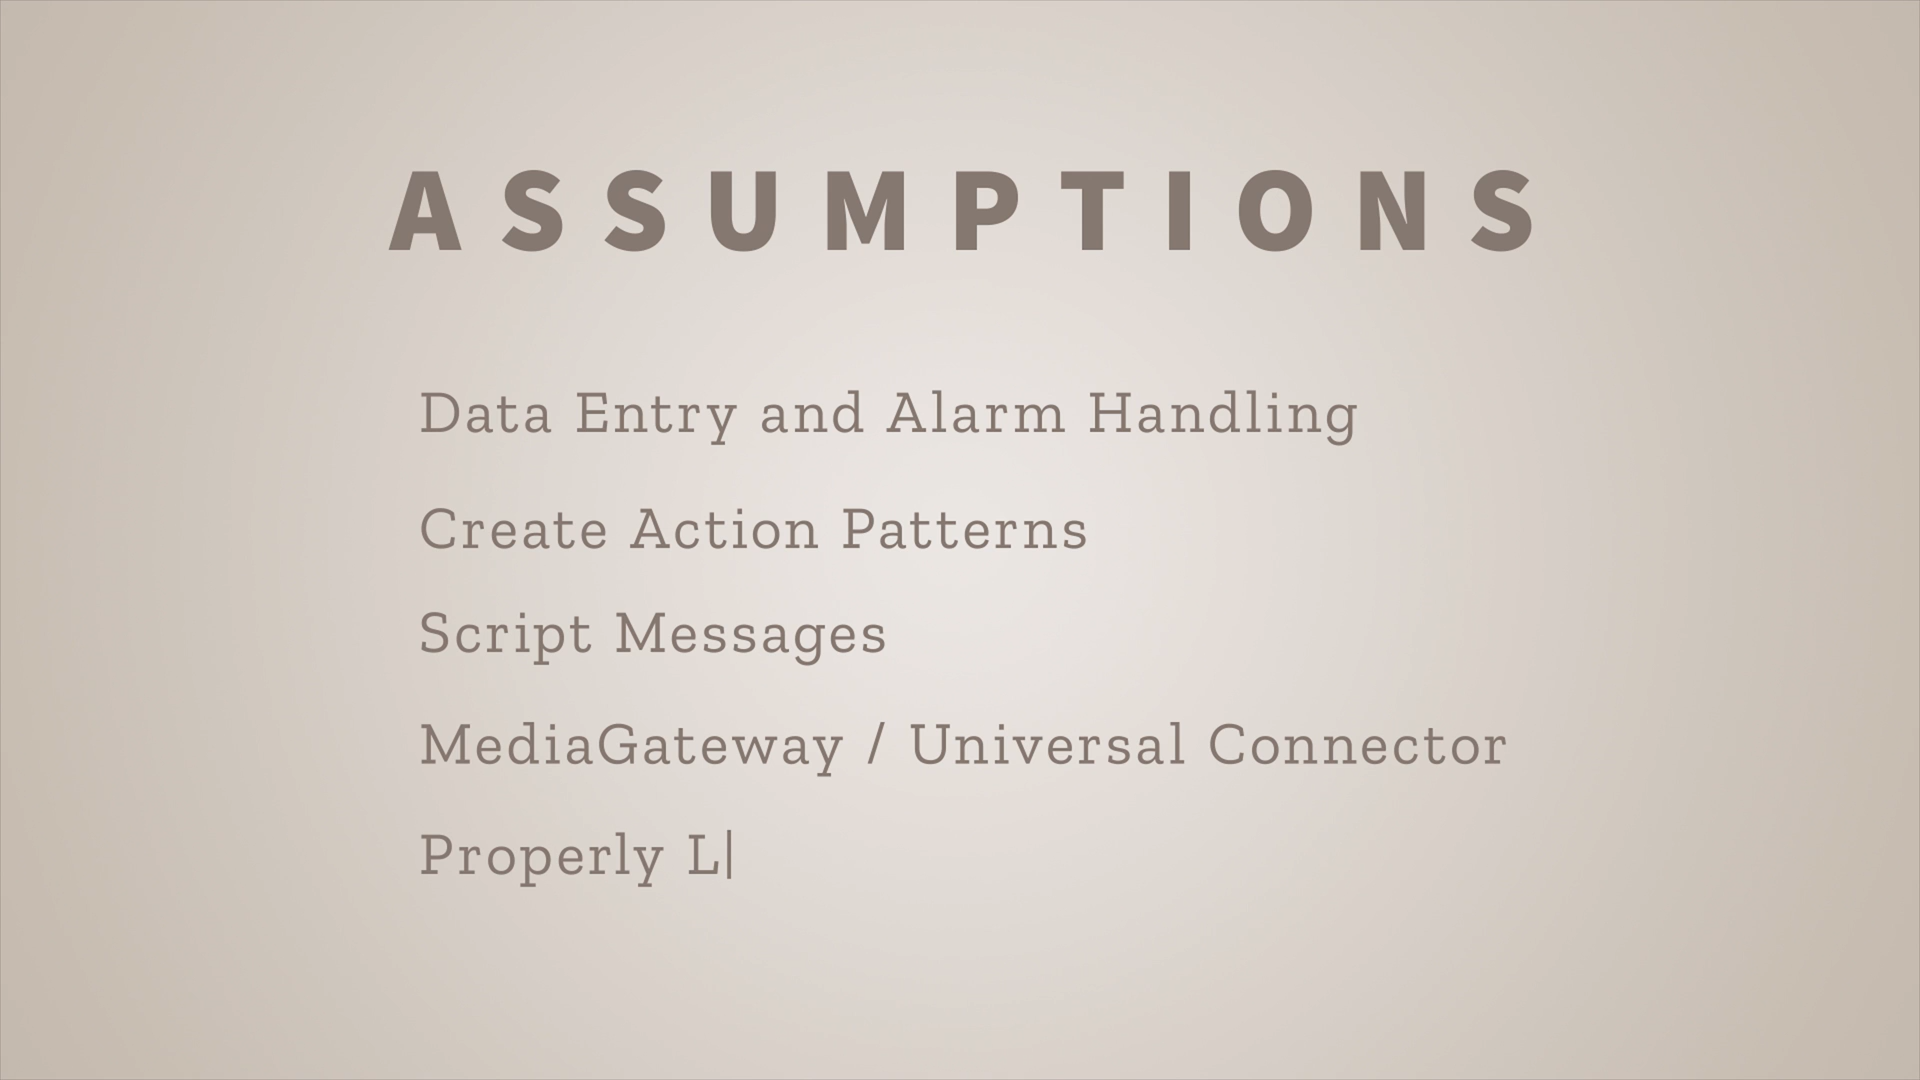 ASSUMPTIONS
Data Entry and Alarm Handling
Create Action Patterns
Script Messages
MediaGateway / Universal Connector
Properly L